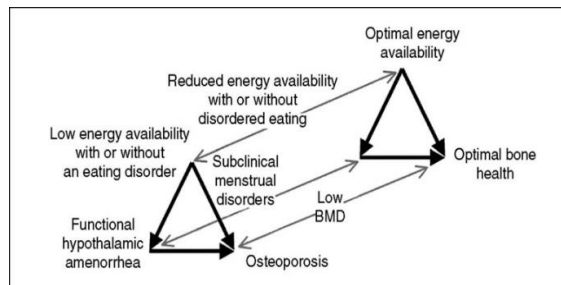 Optimal energy
availability
Reduced energy availability
with or without
disordered eating
Low energy availability
with or without
an eating disorder
Subclinical
menstrual
disorders
Optimal bone
health
Low
BMD
Functional
hypothalamic
amenorrhea
Osteoporosis